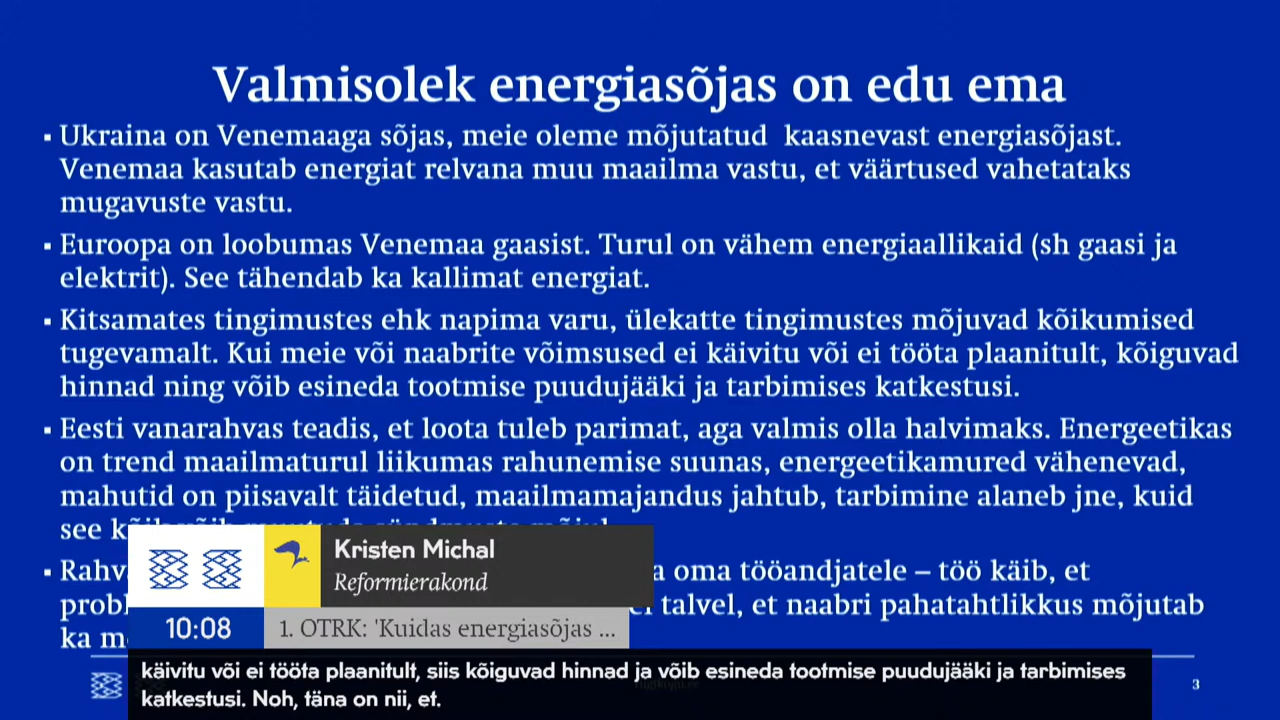 Valmisolek energiasõjas on edu ema
▪ Ukraina on Venemaaga sõjas, meie oleme mõjutatud kaasnevast energiasõjast.
Venemaa kasutab energiat relvana muu maailma vastu, et väärtused vahetataks
mugavuste vastu.
▪ Euroopa on loobumas Venemaa gaasist. Turul on vähem energiaallikaid (sh gaasi ja
elektrit). See tähendab ka kallimat energiat.
▪ Kitsamates tingimustes ehk napima varu, ülekatte tingimustes mõjuvad kõikumised
tugevamalt. Kui meie või naabrite võimsused ei käivitu või ei tööta plaanitult, kõiguvad
hinnad ning võib esineda tootmise puudujääki ja tarbimises katkestusi.
▪ Eesti vanarahvas teadis, et loota tuleb parimat, aga valmis olla halvimaks. Energeetikas
on trend maailmaturul liikumas rahunemise suunas, energeetikamured vähenevad,
mahutid on piisavalt täidetud, maailmamajandus jahtub, tarbimine alaneb jne, kuid
see
▪ oma tööandjatele – töö käib, et
talvel, et naabri pahatahtlikkus mõjutab
ka
Kristen Michal
Reformierakond
10:08
1. OTRK: 'Kuidas energiasõjas ...
käivitu või ei tööta plaanitult, siis kõiguvad hinnad ja võib esineda tootmise puudujääki ja tarbimises
katkestusi. Noh, täna on nii, et.
3